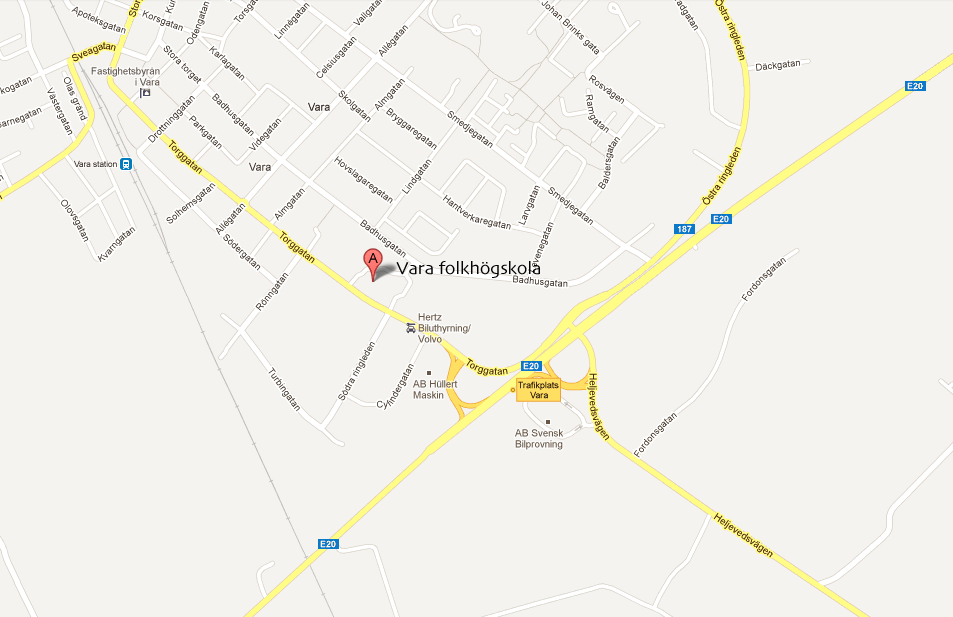 Apoteksgatan
Korsgatan
Odengatan
Torsg
Linnégatan
Vallgatan
Allégatan
Johan Brinks gata
Östra ringleden
Däckgatan
E20
Sveagatan
Stora torget
Karlagatan
Celsiusgatan
Fastighetsbyrån
i Vara
Olas gränd
Västergatan
Drottninggatan
Badhusgatan
Parkgatan
Videgatan
Vara
Skolgatan
Almgatan
Bryggaregatan
Smedjegatan
Rosvägen
Ramgatan
Baldersgatan
Vara station
Torggatan
Vara
Hovslagaregatan
Lindgatan
Hantverkaregatan
Larvgatan
Smedjegatan
Östra ringleden
E20
187
Olovsgatan
Kvarngatan
Solhemsgatan
Allégatan
Almgatan
Södergatan
Torggatan
Badhusgatan
A
Vara folkhögskola
Badhusgatan
Rönngatan
Fordonsgatan
Hertz
Biluthyrning/
Volvo
Södra ringleden
Torggatan
E20
Trafikplats
Vara
Turbingatan
Cylindergatan
AB Hüllert
Maskin
Heljevedsvägen
AB Svensk
Bilprovning
Fordonsgatan
Heljevedsvägen
E20